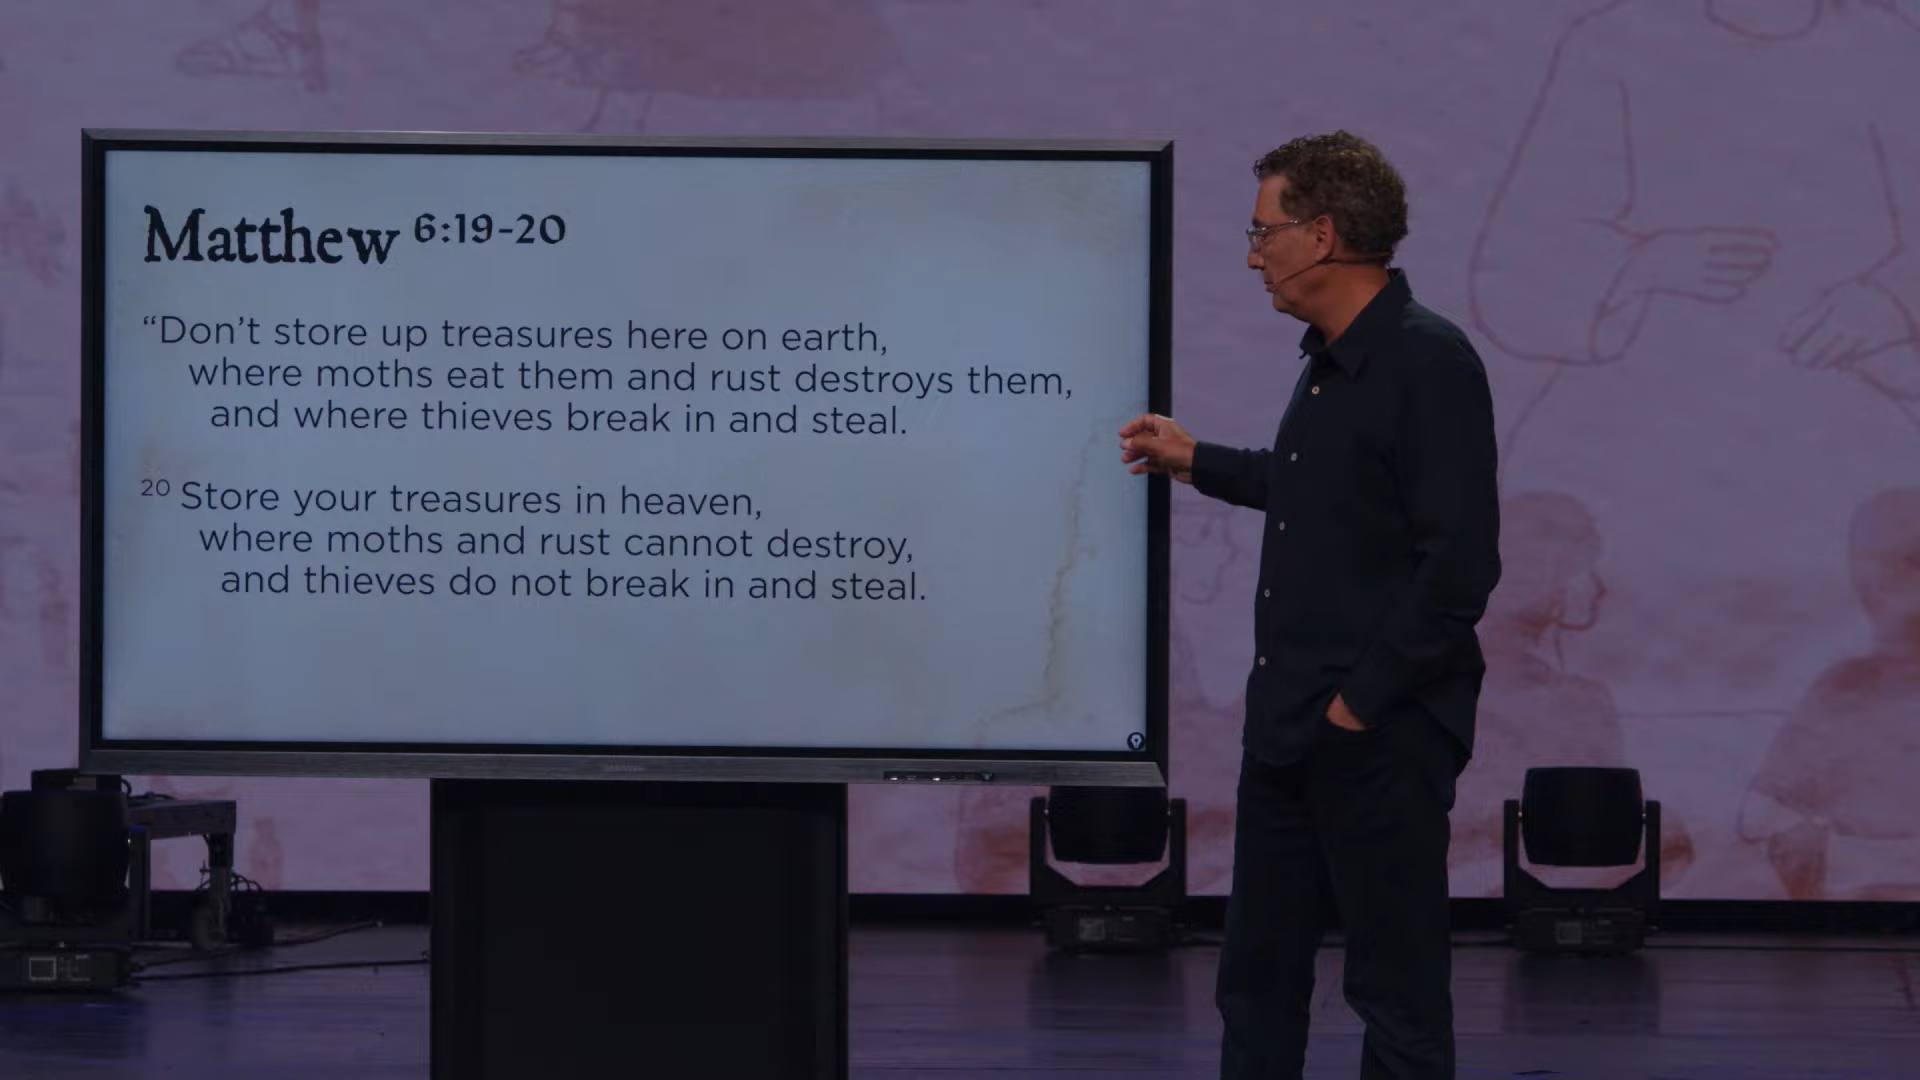 Matthew 6:19-20
“Don’t store up treasures here on earth,
where moths eat them and rust destroys them,
and where thieves break in and steal.
20 Store your treasures in heaven,
where moths and rust cannot destroy,
and thieves do not break in and steal.